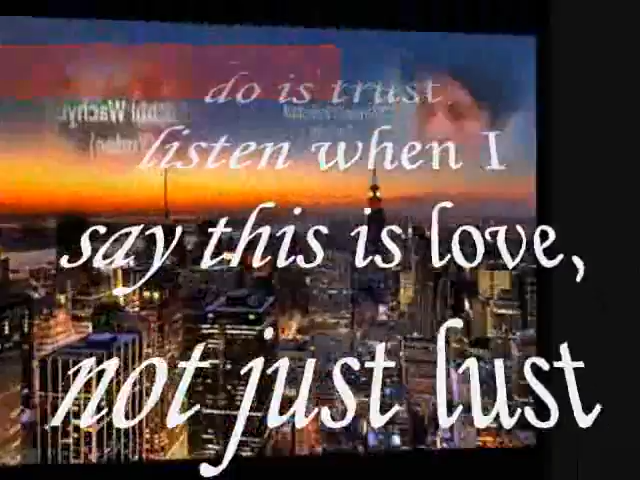 do is trust.
listen when I
say this is love,
not just lust